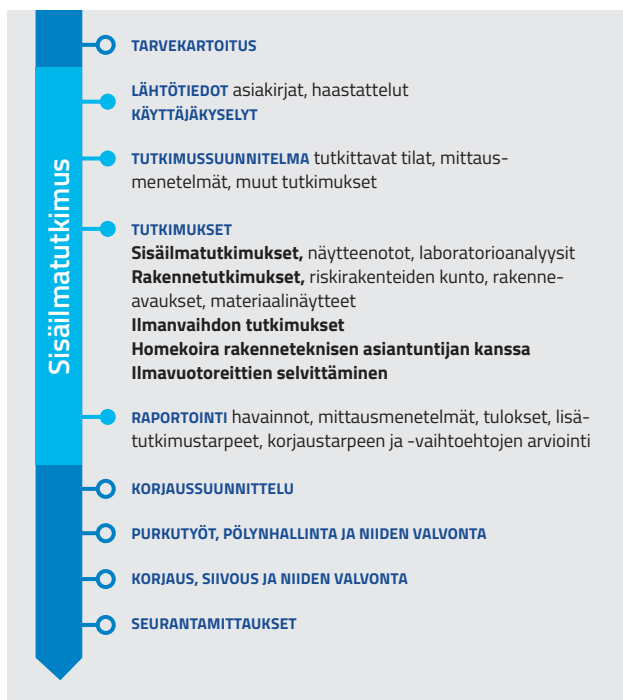 Sisäilmatutkimus
TARVEKARTOITUS
LÄHTÖTIEDOT asiakirjat, haastattelut
KÄYTTÄJÄKYSELYT
TUTKIMUSSUUNNITELMA tutkittavat tilat, mittaus-
menetelmät, muut tutkimukset
TUTKIMUKSET
Sisäilmatutkimukset, näytteenotot, laboratorioanalyysit
Rakennetutkimukset, riskirakenteiden kunto, rakenne-
avaukset, materiaalinäytteet
Ilmanvaihdon tutkimukset
Homekoira rakenneteknisen asiantuntijan kanssa
Ilmavuotoreittien selvittäminen
RAPORTOINTI havainnot, mittausmenetelmät, tulokset, lisä-
tutkimustarpeet, korjaustarpeen ja -vaihtoehtojen arviointi
KORJAUSSUUNNITTELU
PURKUTYÖT, PÖLYNHALLINTA JA NIIDEN VALVONTA
KORJAUS, SIIVOUS JA NIIDEN VALVONTA
SEURANTAMITTAUKSET